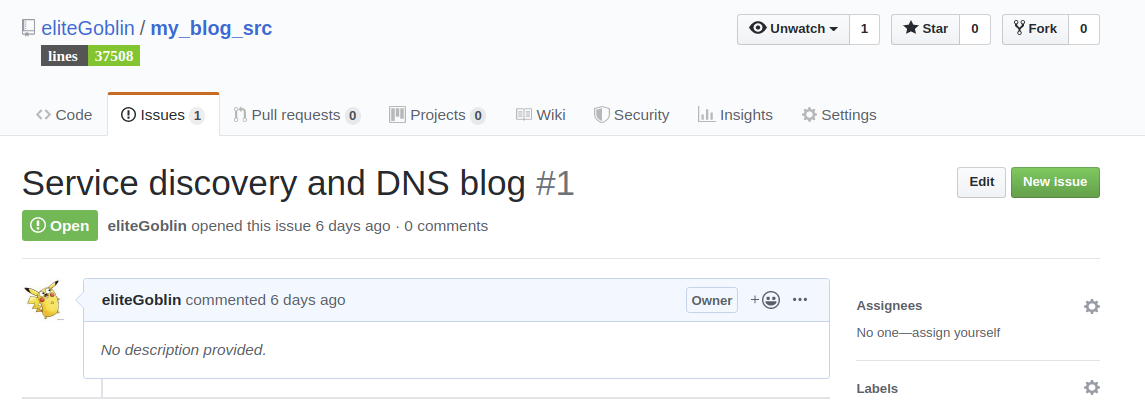 eliteGoblin / my_blog_src
Unwatch 1 Star 0 Fork 0
lines 37508
Code Issues 1 Pull requests 0 Projects 0 Wiki Security Insights Settings
Service discovery and DNS blog #1
Edit New issue
Open eliteGoblin opened this issue 6 days ago · 0 comments
eliteGoblin commented 6 days ago Owner
No description provided.
Assignees
No one—assign yourself
Labels